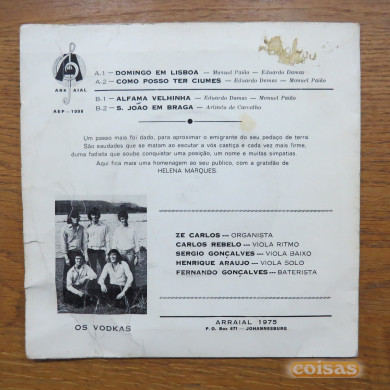 ARRAIAL
AEP - 1008
A-1 — DOMINGO EM LISBOA — Manuel Paião — Eduardo Damas
A-2 — COMO POSSO TER CIUMES — Eduardo Damas — Manuel Paião
B-1 — ALFAMA VELHINHA — Eduardo Damas — Manuel Paião
B-2 — S. JOÃO EM BRAGA — Artindo de Carvalho
Um passo mais foi dado, para aproximar o emigrante do seu pedaço de terra.
São saudades que se matam ao escutar a vós castiça e cada vez mais firme,
duma fadista que soube conquistar uma posição, um nome e muitas simpatias.
Aqui fica mais uma homenagem ao seu publico, com a gratidão de
HELENA MARQUES
ZE CARLOS --- ORGANISTA
CARLOS REBELO --- VIOLA RITMO
SERGIO GONÇALVES --- VIOLA BAIXO
HENRIQUE ARAUJO --- VIOLA SOLO
FERNANDO GONÇALVES --- BATERISTA
OS VODKAS
ARRAIAL 1975
P. O. Box 471 — JOHANNESBURG
coisas